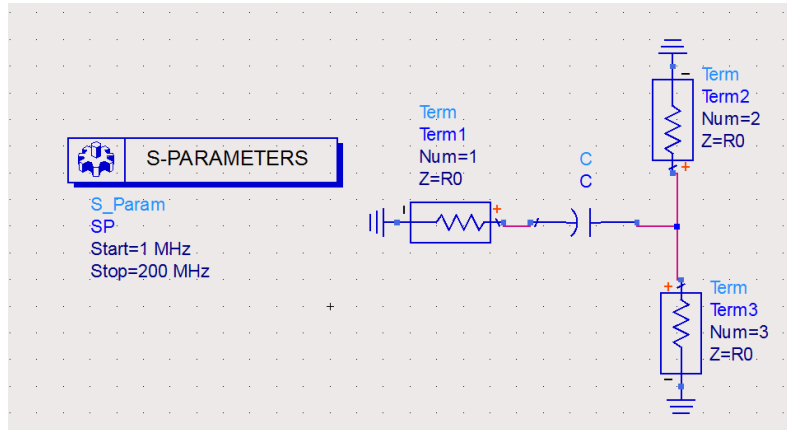 Term
Term2
Num=2
Z=R0
Term
Term1
Num=1
Z=R0
C
C
S-PARAMETERS
S_Param
SP
Start=1 MHz
Stop=200 MHz
Term
Term3
Num=3
Z=R0